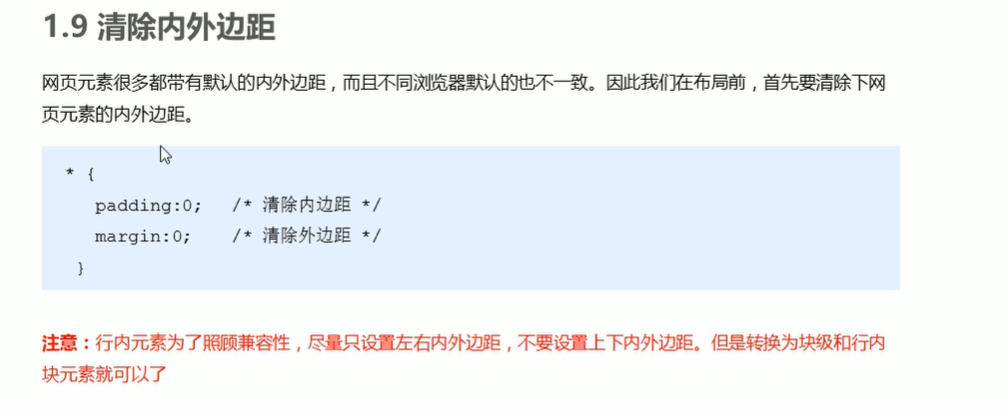 1.9 清除内外边距
网页元素很多都带有默认的内外边距，而且不同浏览器默认的也不一致。因此我们在布局前，首先要清除下网
页元素的内外边距。
* {
padding:0; /* 清除内边距 */
margin:0; /* 清除外边距 */
}
注意：行内元素为了照顾兼容性，尽量只设置左右内外边距，不要设置上下内外边距。但是转换为块级和行内
块元素就可以了